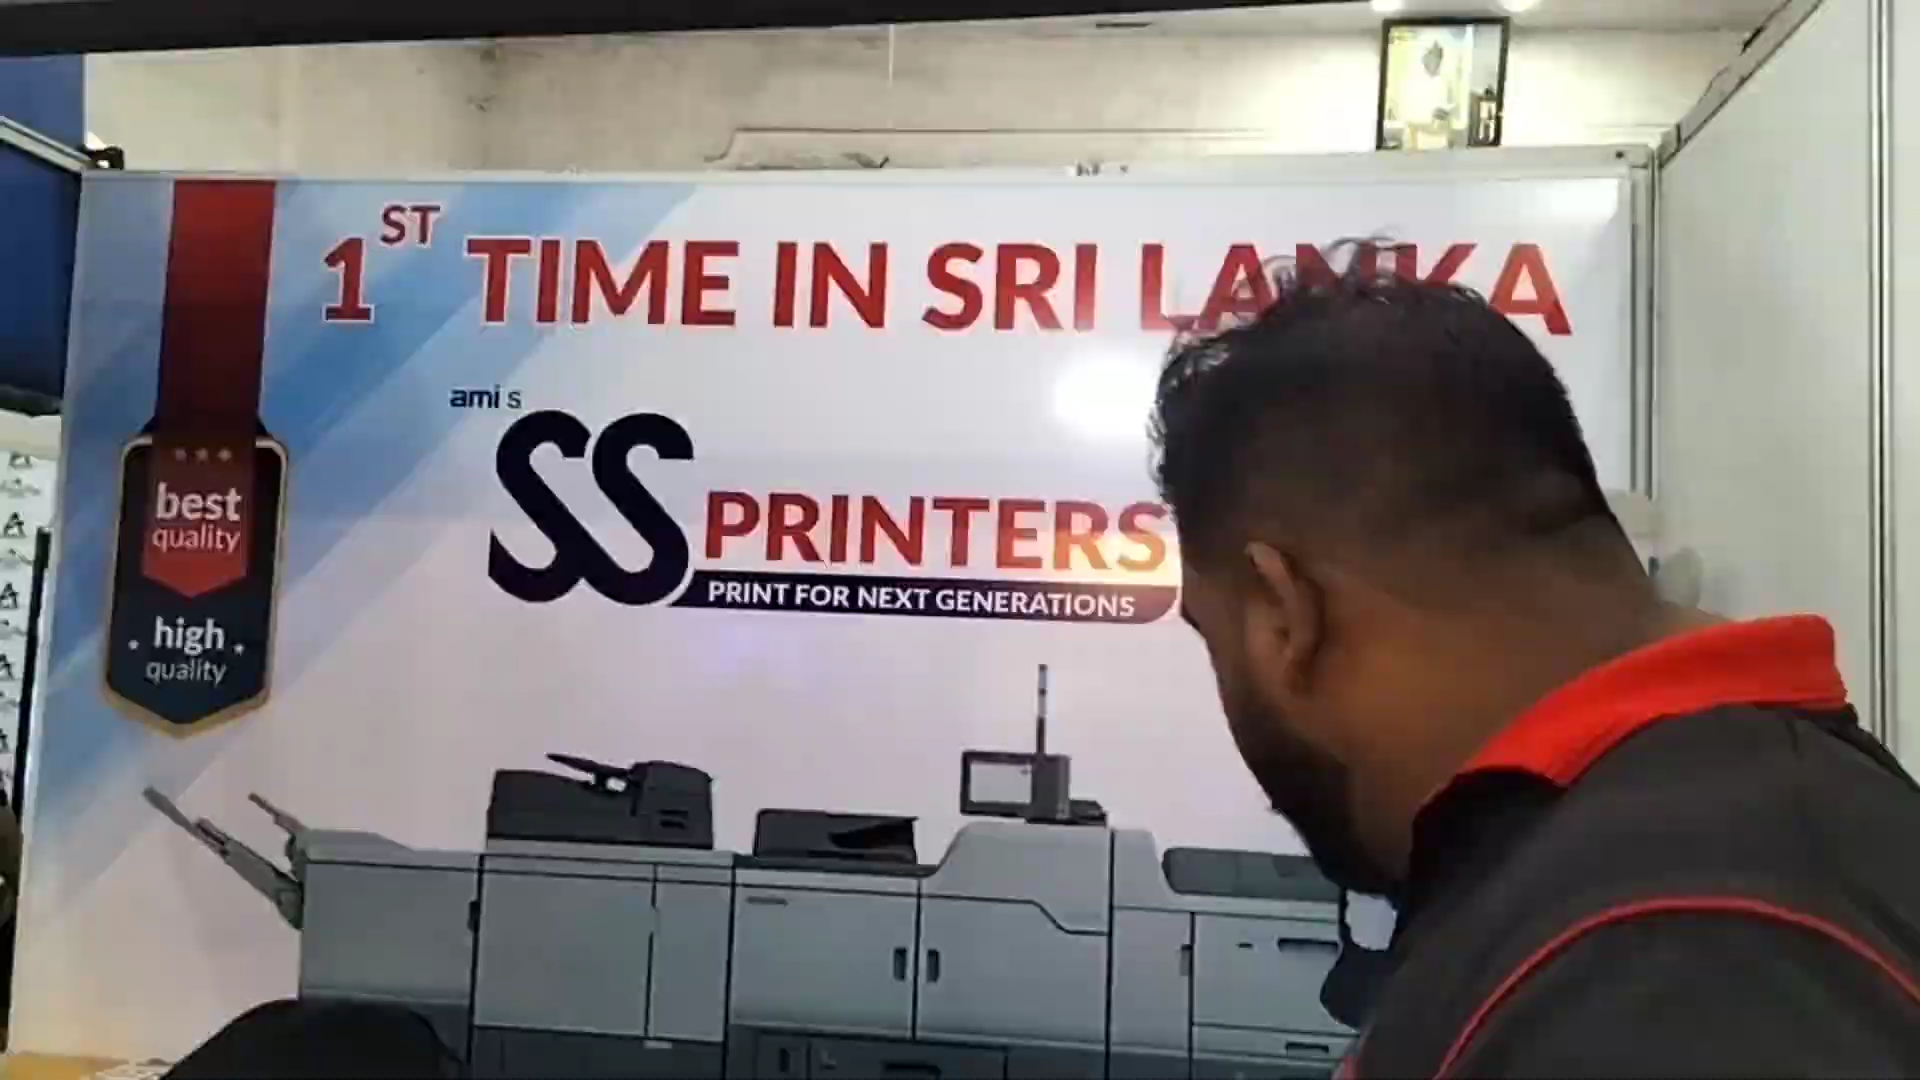 1ST TIME IN SRI LANKA
ami s
SS PRINTERS
PRINT FOR NEXT GENERATIONS
best
quality
high
quality